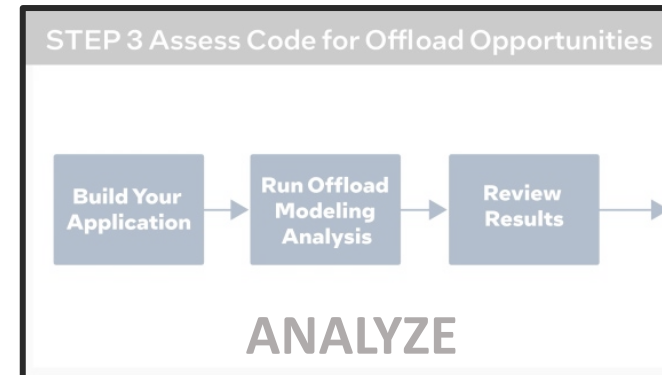 STEP 3 Assess Code for Offload Opportunities
Build Your
Application
Run Offload
Modeling
Analysis
Review
Results
ANALYZE